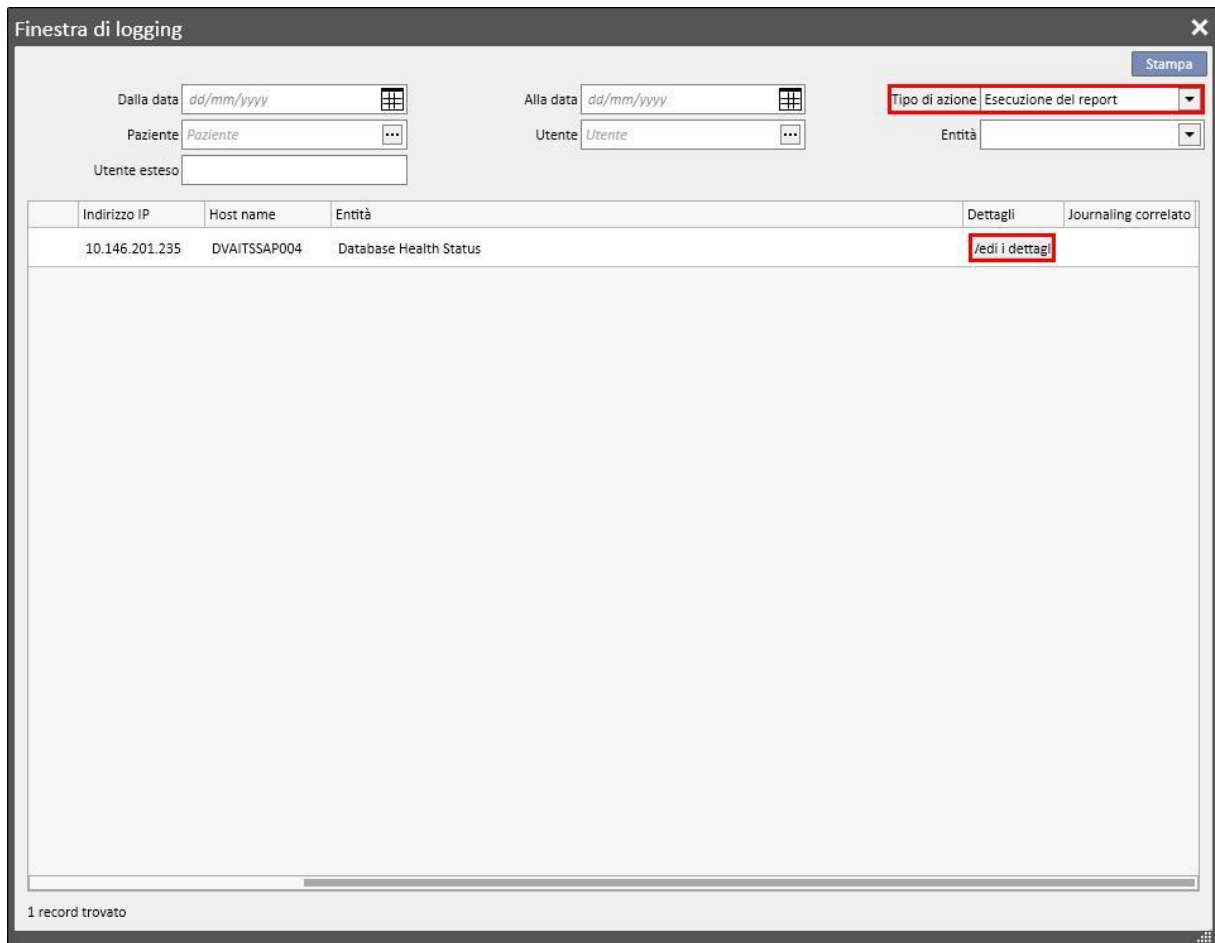 Finestra di logging
Stampa
Dalla data dd/mm/yyyy Alla data dd/mm/yyyy Tipo di azione Esecuzione del report
Paziente Paziente Utente Utente Entità
Utente esteso
Indirizzo IP Host name Entità Dettagli Journaling correlato
10.146.201.235 DVAITSSAP004 Database Health Status /edi i dettagl
1 record trovato